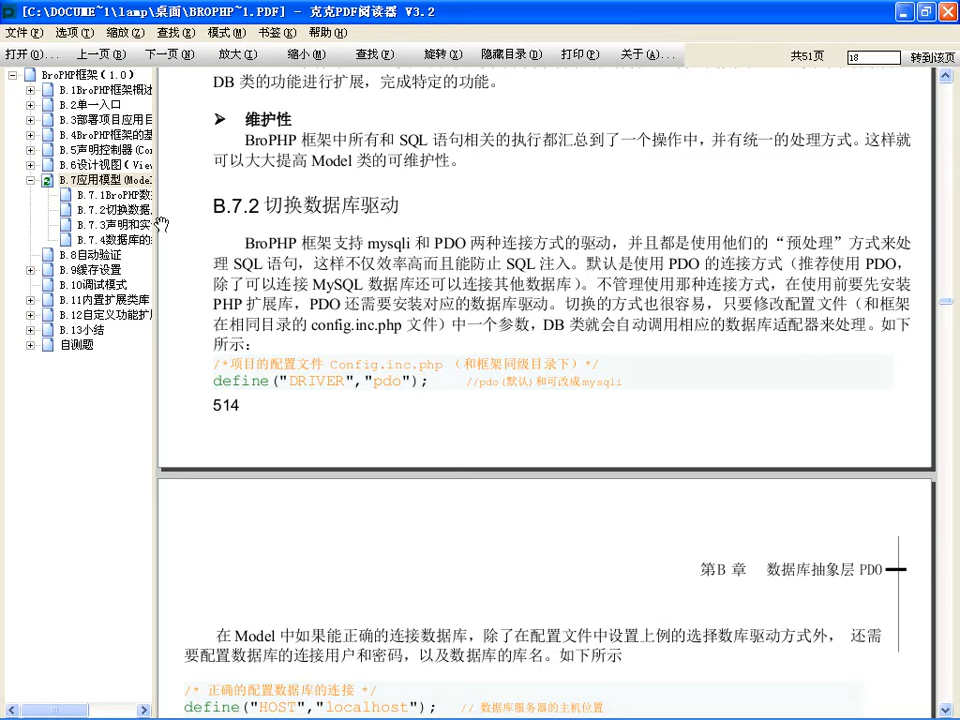 [C:\DOCUME~1\lamp\桌面\BROPHP~1.PDF] - 克克PDF阅读器 V3.2
文件(F) 选项(T) 缩放(Z) 查找(K) 模式(M) 书签(K) 帮助(H)
打开(O)... 上一页(B) 下一页(N) 放大(I) 缩小(M) 查找(F) 旋转(X) 隐藏目录(D) 打印(P) 关于(A)... 共51页 18 转到该页
BroPHP框架(1.0)
B.1BroPHP框架概述
B.2单一入口
B.3部署项目应用目
B.4BroPHP框架的基
B.5声明控制器(Con
B.6设计视图(View
B.7应用模型(Model
B.7.1BroPHP数
B.7.2切换数据
B.7.3声明和实
B.7.4数据库的
B.8自动验证
B.9缓存设置
B.10调试模式
B.11内置扩展类库
B.12自定义功能扩展
B.13小结
自测题
DB 类的功能进行扩展，完成特定的功能。
➢ 维护性
BroPHP 框架中所有和 SQL 语句相关的执行都汇总到了一个操作中，并有统一的处理方式。这样就
可以大大提高 Model 类的可维护性。
B.7.2 切换数据库驱动
BroPHP 框架支持 mysqli 和 PDO 两种连接方式的驱动，并且都是使用他们的“预处理”方式来处
理 SQL 语句，这样不仅效率高而且能防止 SQL 注入。默认是使用 PDO 的连接方式（推荐使用 PDO，
除了可以连接 MySQL 数据库还可以连接其他数据库）。不管理使用那种连接方式，在使用前要先安装
PHP 扩展库，PDO 还需要安装对应的数据库驱动。切换的方式也很容易，只要修改配置文件（和框架
在相同目录的 config.inc.php 文件）中一个参数，DB 类就会自动调用相应的数据库适配器来处理。如下
所示：
/*项目的配置文件 Config.inc.php （和框架同级目录下）*/
define("DRIVER","pdo"); //pdo(默认)和可改成mysqli
514
第B 章 数据库抽象层 PDO
在 Model 中如果能正确的连接数据库，除了在配置文件中设置上例的选择数库驱动方式外， 还需
要配置数据库的连接用户和密码，以及数据库的库名。如下所示
/* 正确的配置数据库的连接 */
define("HOST","localhost"); // 数据库服务器的主机位置